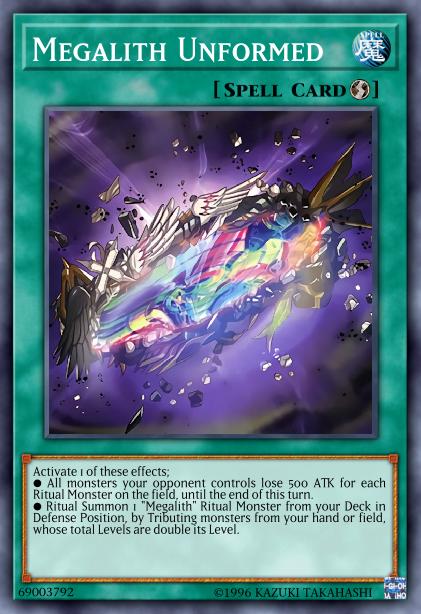 MEGALITH UNFORMED
SPELL
魔
[SPELL CARD]
Activate 1 of these effects;
● All monsters your opponent controls lose 500 ATK for each
Ritual Monster on the field, until the end of this turn.
● Ritual Summon 1 "Megalith" Ritual Monster from your Deck in
Defense Position, by Tributing monsters from your hand or field,
whose total Levels are double its Level.
69003792
©1996 KAZUKI TAKAHASHI